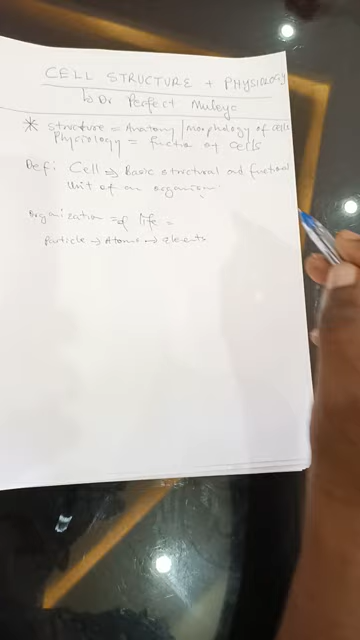 CELL STRUCTURE + PHYSIOLOGY
↳ Dr Perfect Muleya
* Structure = Anatomy | Morphology of cells
Physiology = function of cells
Def: Cell → Basic structural and functional
Unit of an organism.
Organization of life =
Particle → Atoms → Elements